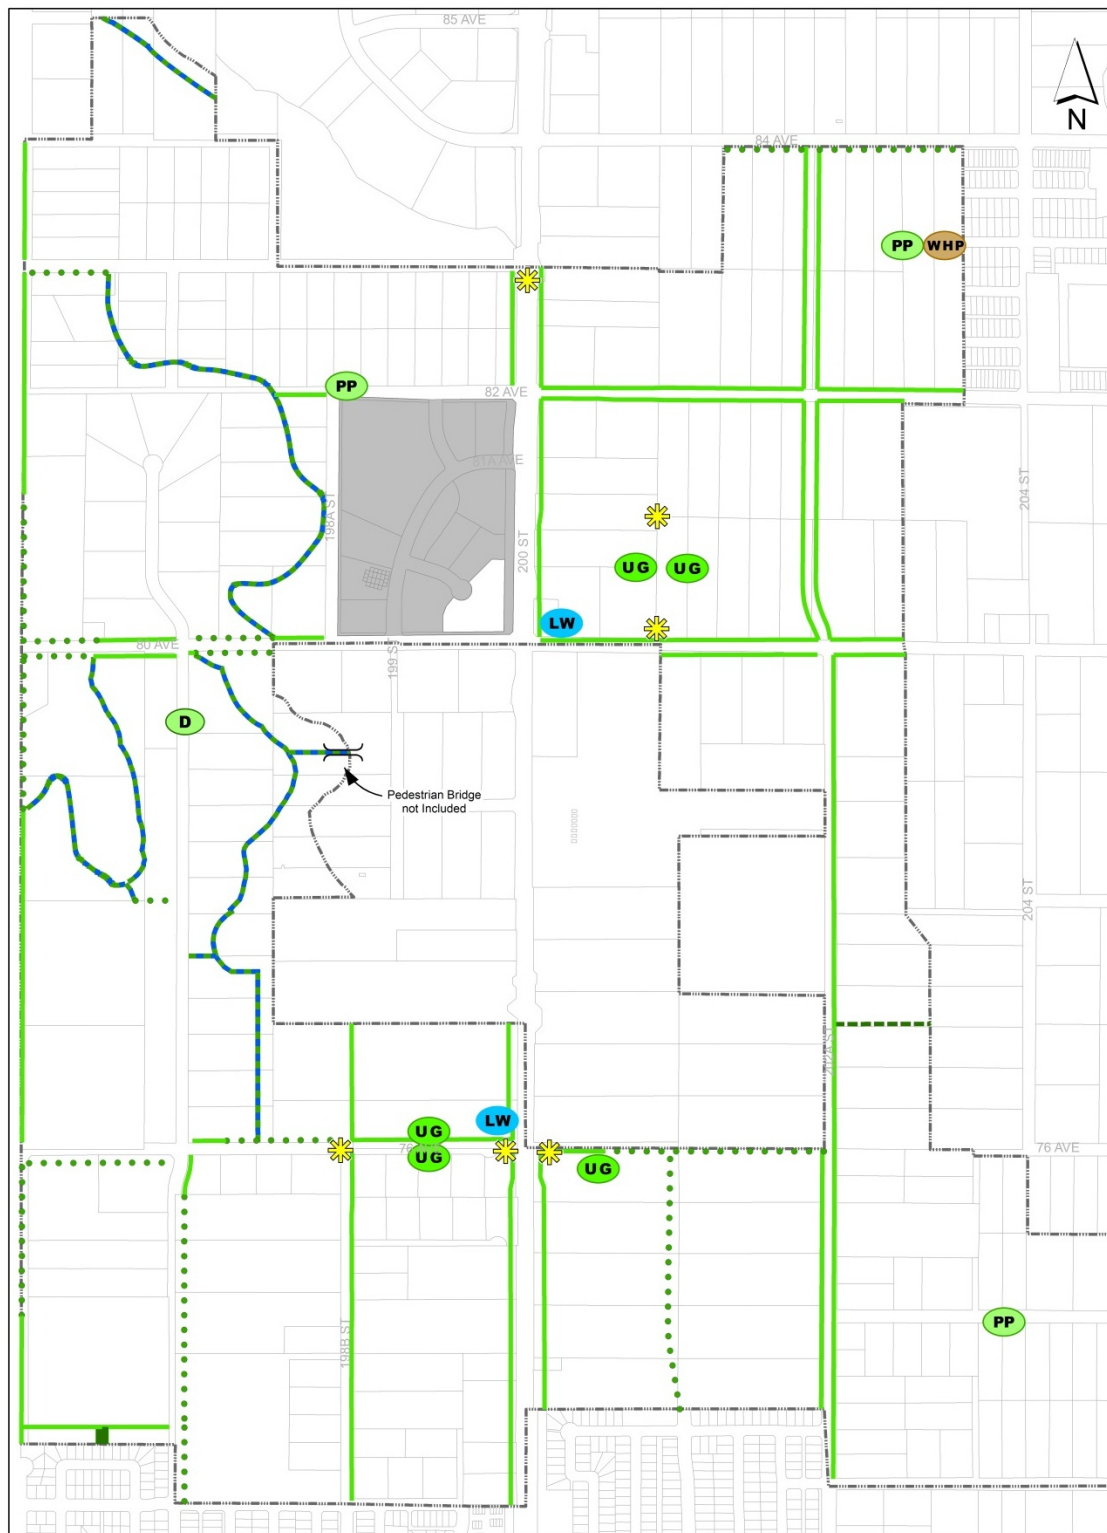 85 AVE
N
84 AVE
PP WHP
PP
82 AVE
81A AVE
198A ST
200 ST
204 ST
UG UG
LW
80 AVE
199 ST
D
Pedestrian Bridge
not Included
204 ST
202A ST
LW
UG
UG
76 AVE
UG
PP
198B ST